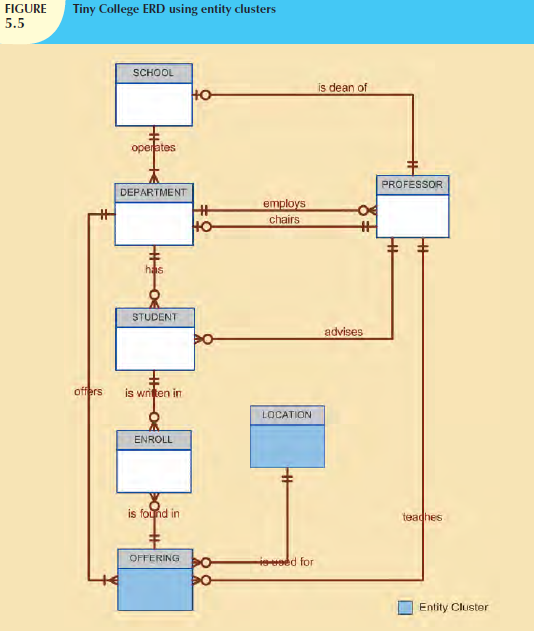 FIGURE
5.5
Tiny College ERD using entity clusters
SCHOOL
is dean of
operates
DEPARTMENT
PROFESSOR
employs
chairs
has
STUDENT
advises
offers
is written in
LOCATION
ENROLL
is found in
teaches
OFFERING
is used for
Entity Cluster